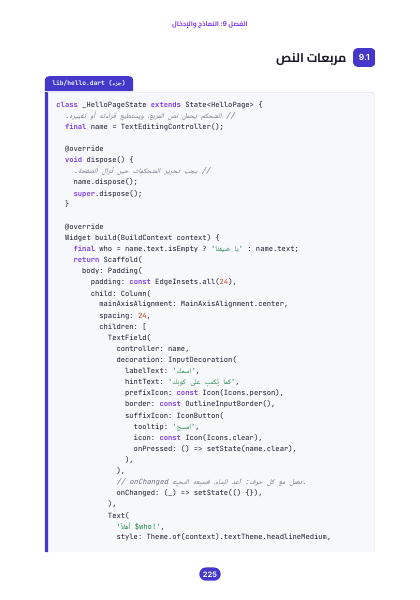 الفصل 9: النماذج والإدخال
9.1 مربعات النص
lib/hello.dart (جزء)
class _HelloPageState extends State<HelloPage> {
// المتحكم يحمل نص المربع، ويستطيع قراءته أو تغييره.
final name = TextEditingController();
@override
void dispose() {
// يجب تحرير المتحكمات حين تُزال الصفحة.
name.dispose();
super.dispose();
}
@override
Widget build(BuildContext context) {
final who = name.text.isEmpty ? 'يا ضيفنا' : name.text;
return Scaffold(
body: Padding(
padding: const EdgeInsets.all(24),
child: Column(
mainAxisAlignment: MainAxisAlignment.center,
spacing: 24,
children: [
TextField(
controller: name,
decoration: InputDecoration(
labelText: 'اسمك',
hintText: 'كما يُكتب على كوبك',
prefixIcon: const Icon(Icons.person),
border: const OutlineInputBorder(),
suffixIcon: IconButton(
tooltip: 'امسح',
icon: const Icon(Icons.clear),
onPressed: () => setState(name.clear),
),
),
// onChanged تعمل مع كل حرف: أعد البناء فتتبعه التحية.
onChanged: (_) => setState(() {}),
),
Text(
'أهلاً $who!',
style: Theme.of(context).textTheme.headlineMedium,
225